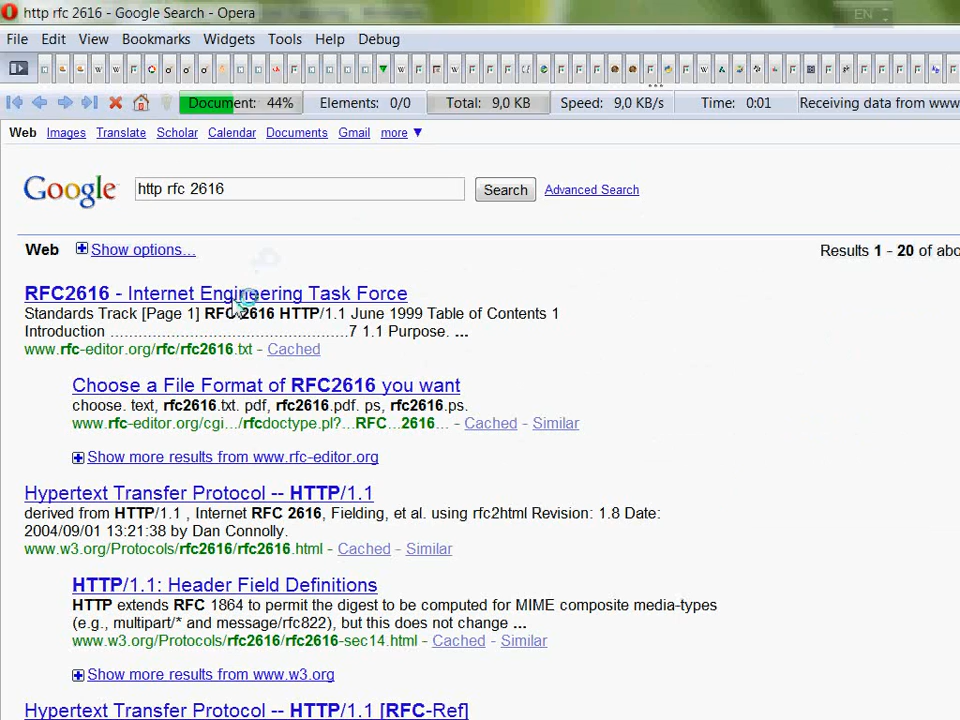 http rfc 2616 - Google Search - Opera
EN
File Edit View Bookmarks Widgets Tools Help Debug
Document: 44% Elements: 0/0 Total: 9,0 KB Speed: 9,0 KB/s Time: 0:01 Receiving data from www
Web Images Translate Scholar Calendar Documents Gmail more ▼
Google http rfc 2616 Search Advanced Search
Web Show options... Results 1 - 20 of abo
RFC2616 - Internet Engineering Task Force
Standards Track [Page 1] RFC 2616 HTTP/1.1 June 1999 Table of Contents 1
Introduction ...................................................7 1.1 Purpose. ...
www.rfc-editor.org/rfc/rfc2616.txt - Cached
Choose a File Format of RFC2616 you want
choose. text, rfc2616.txt. pdf, rfc2616.pdf. ps, rfc2616.ps.
www.rfc-editor.org/cgi.../rfcdoctype.pl?...RFC...2616... - Cached - Similar
Show more results from www.rfc-editor.org
Hypertext Transfer Protocol -- HTTP/1.1
derived from HTTP/1.1 , Internet RFC 2616, Fielding, et al. using rfc2html Revision: 1.8 Date:
2004/09/01 13:21:38 by Dan Connolly.
www.w3.org/Protocols/rfc2616/rfc2616.html - Cached - Similar
HTTP/1.1: Header Field Definitions
HTTP extends RFC 1864 to permit the digest to be computed for MIME composite media-types
(e.g., multipart/* and message/rfc822), but this does not change ...
www.w3.org/Protocols/rfc2616/rfc2616-sec14.html - Cached - Similar
Show more results from www.w3.org
Hypertext Transfer Protocol -- HTTP/1.1 [RFC-Ref]